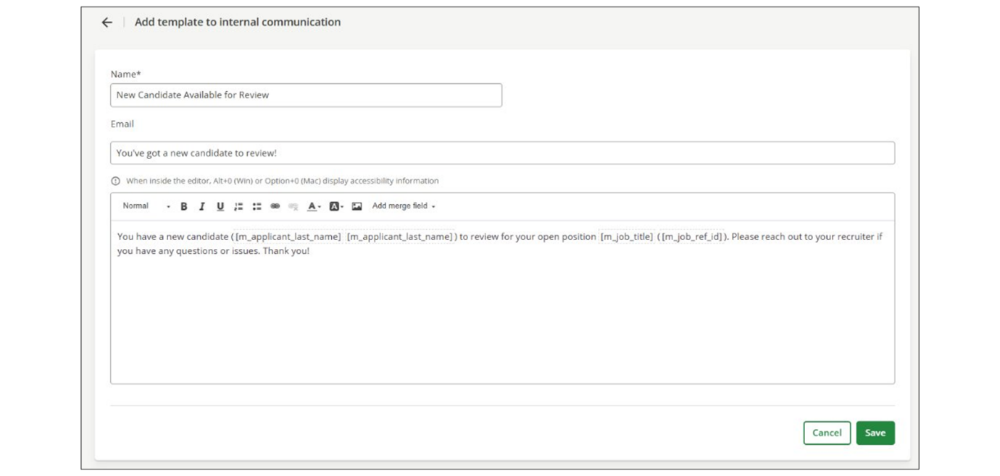 Add template to internal communication
Name*
New Candidate Available for Review
Email
You've got a new candidate to review!
When inside the editor, Alt+0 (Win) or Option+0 (Mac) display accessibility information
Normal B I U A A Add merge field
You have a new candidate ([m_applicant_last_name] [m_applicant_last_name]) to review for your open position [m_job_title] ([m_job_ref_id]). Please reach out to your recruiter if
you have any questions or issues. Thank you!
Cancel Save